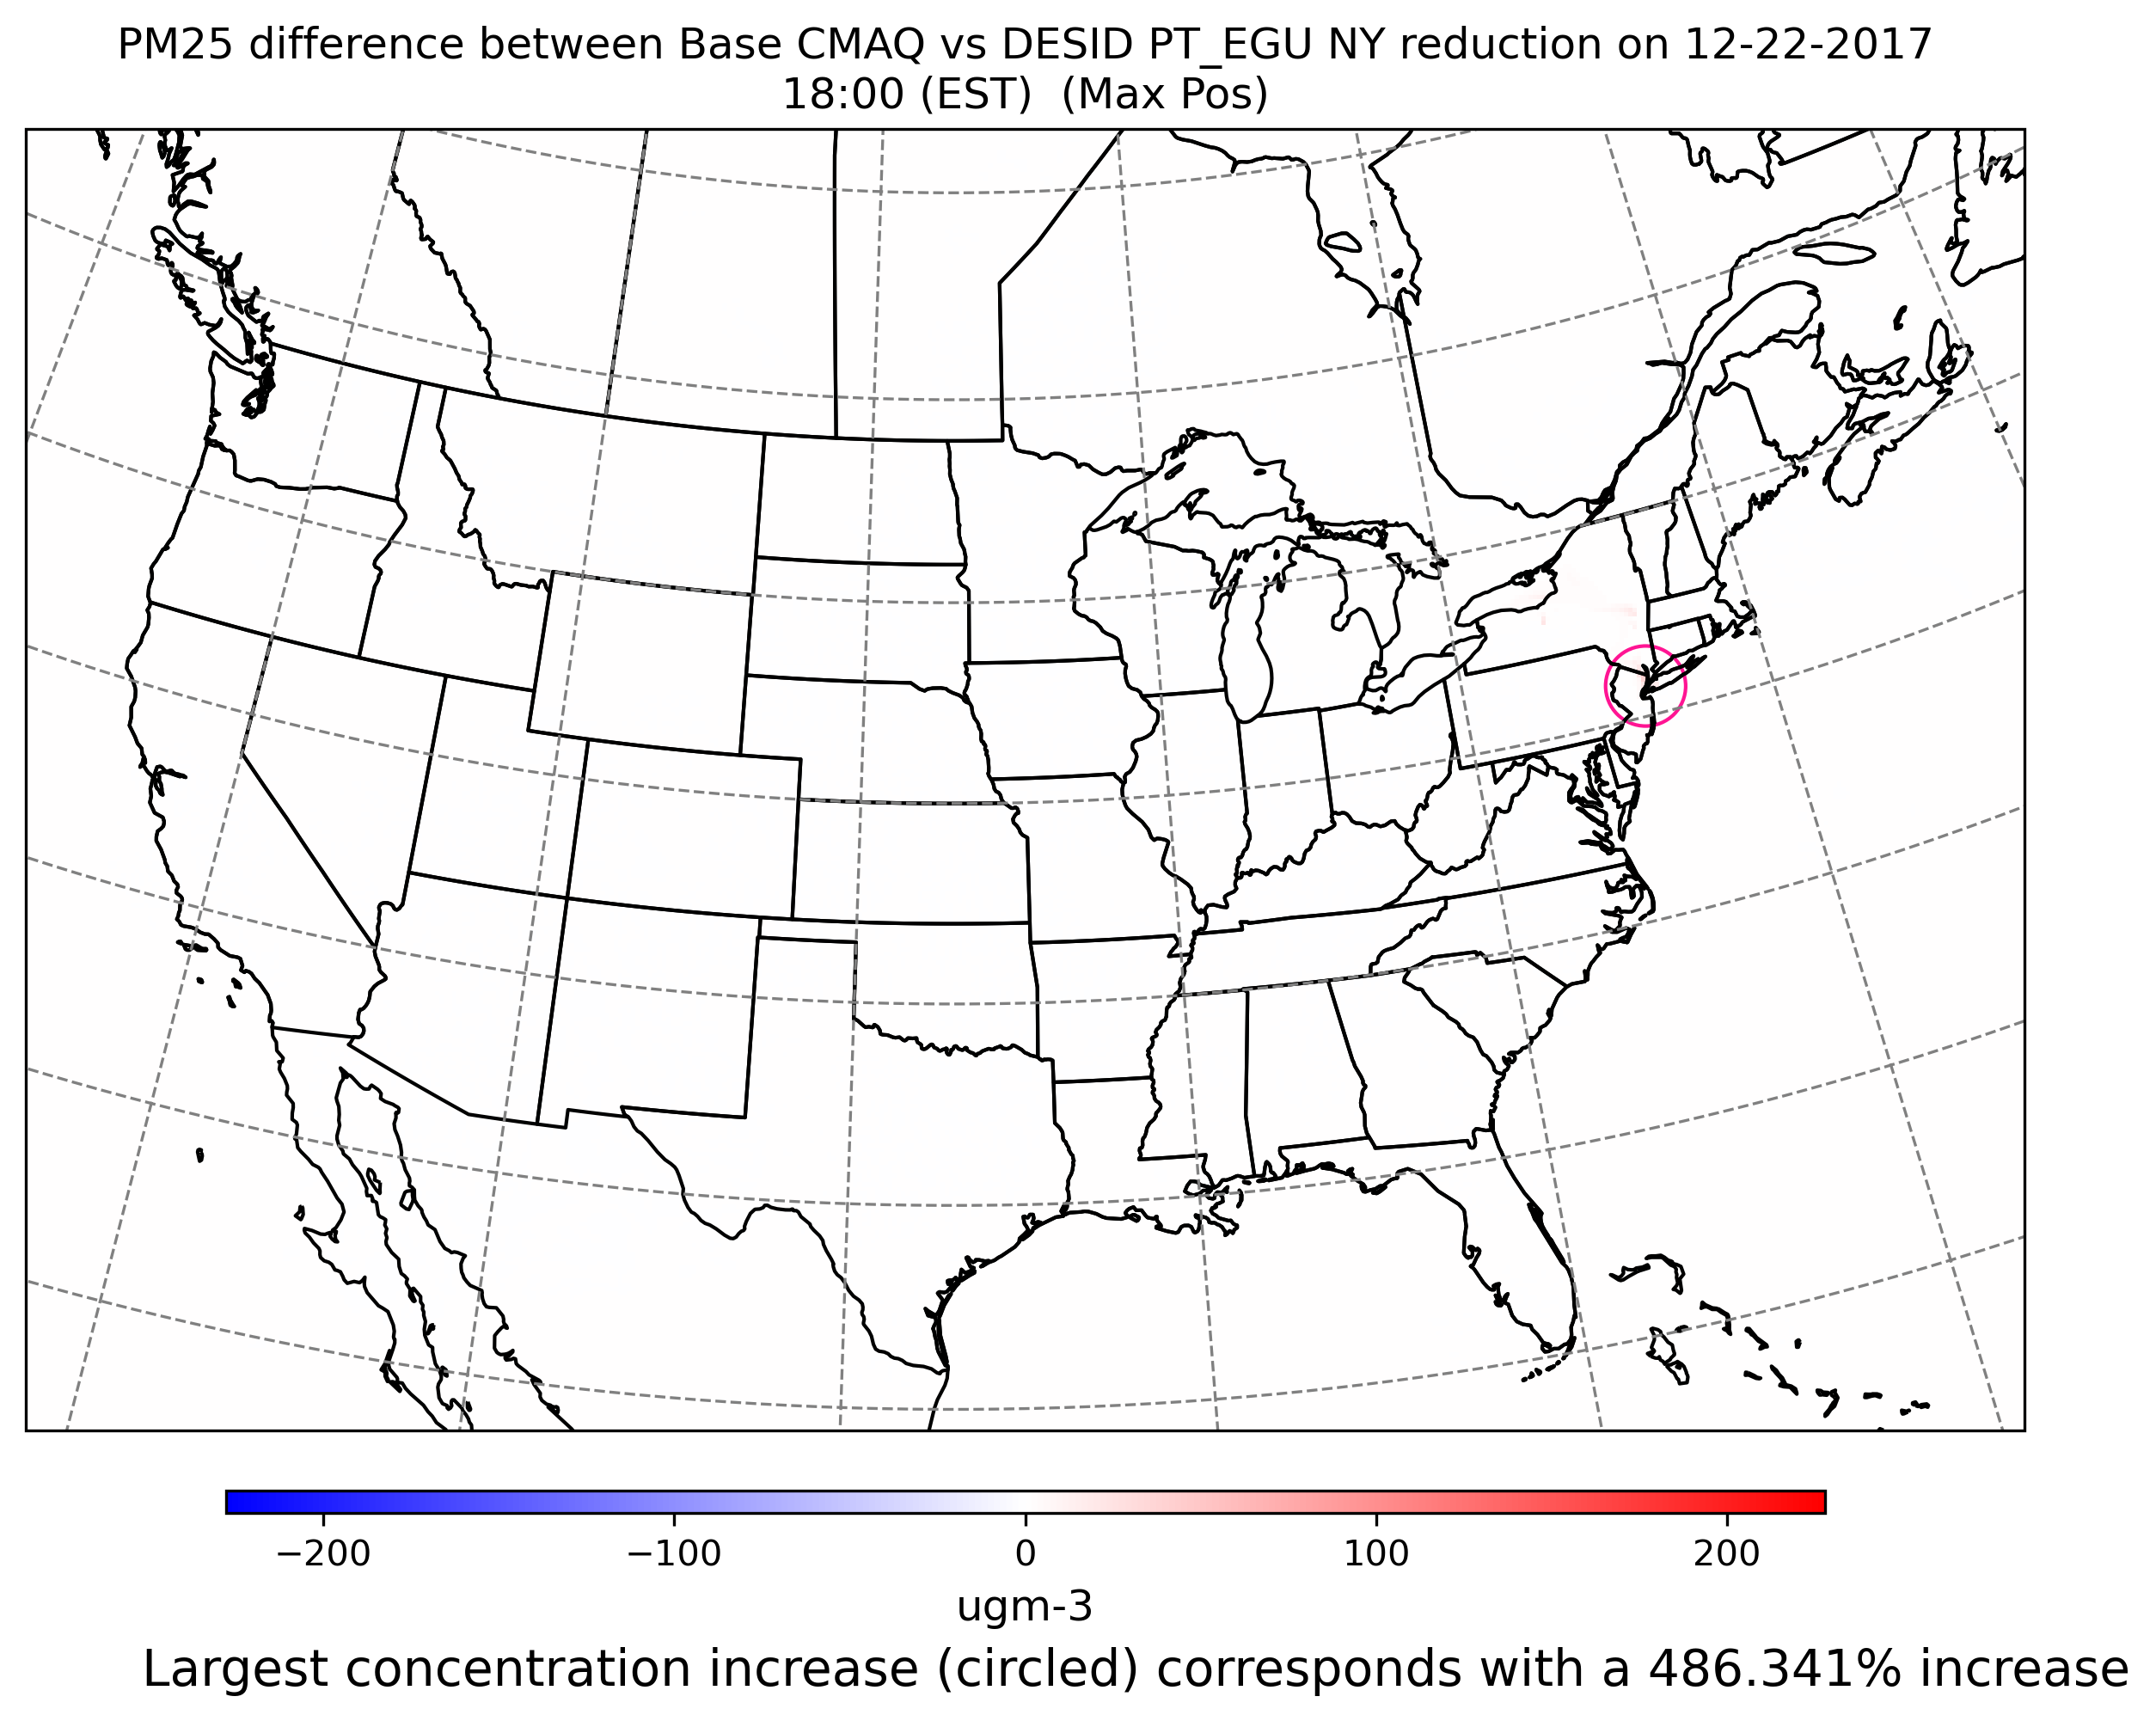 PM25 difference between Base CMAQ vs DESID PT_EGU NY reduction on 12-22-2017
18:00 (EST)  (Max Pos)
−200 −100 0 100 200
ugm-3
Largest concentration increase (circled) corresponds with a 486.341% increase